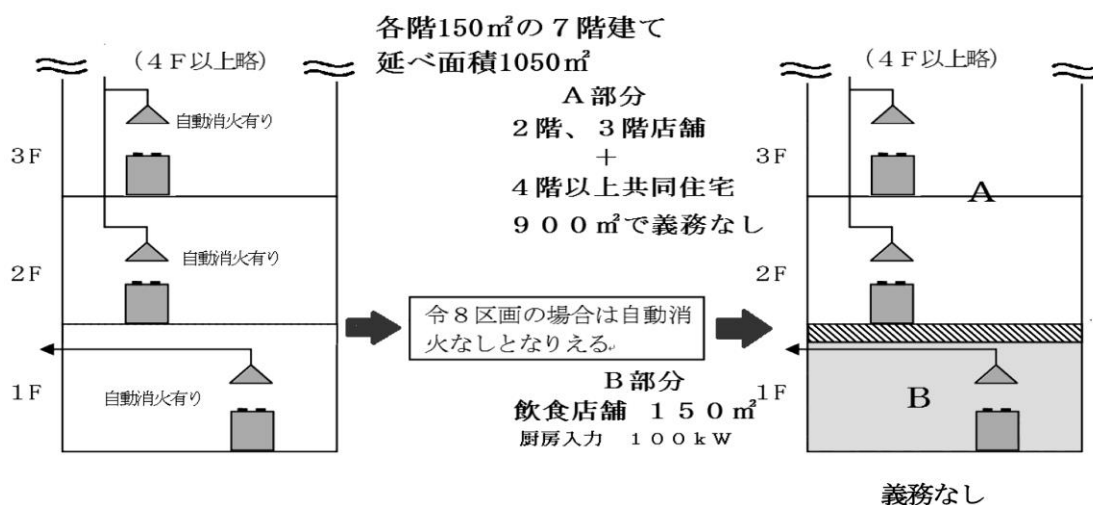 各階150㎡の７階建て
延べ面積1050㎡
（４Ｆ以上略）
自動消火有り
３Ｆ
自動消火有り
２Ｆ
自動消火有り
１Ｆ
Ａ部分
２階、３階店舗
＋
４階以上共同住宅
９００㎡で義務なし
令８区画の場合は自動消
火なしとなりえる
Ｂ部分
飲食店舗 １５０㎡
厨房入力 １００ｋＷ
（４Ｆ以上略）
３Ｆ
Ａ
２Ｆ
１Ｆ
Ｂ
義務なし